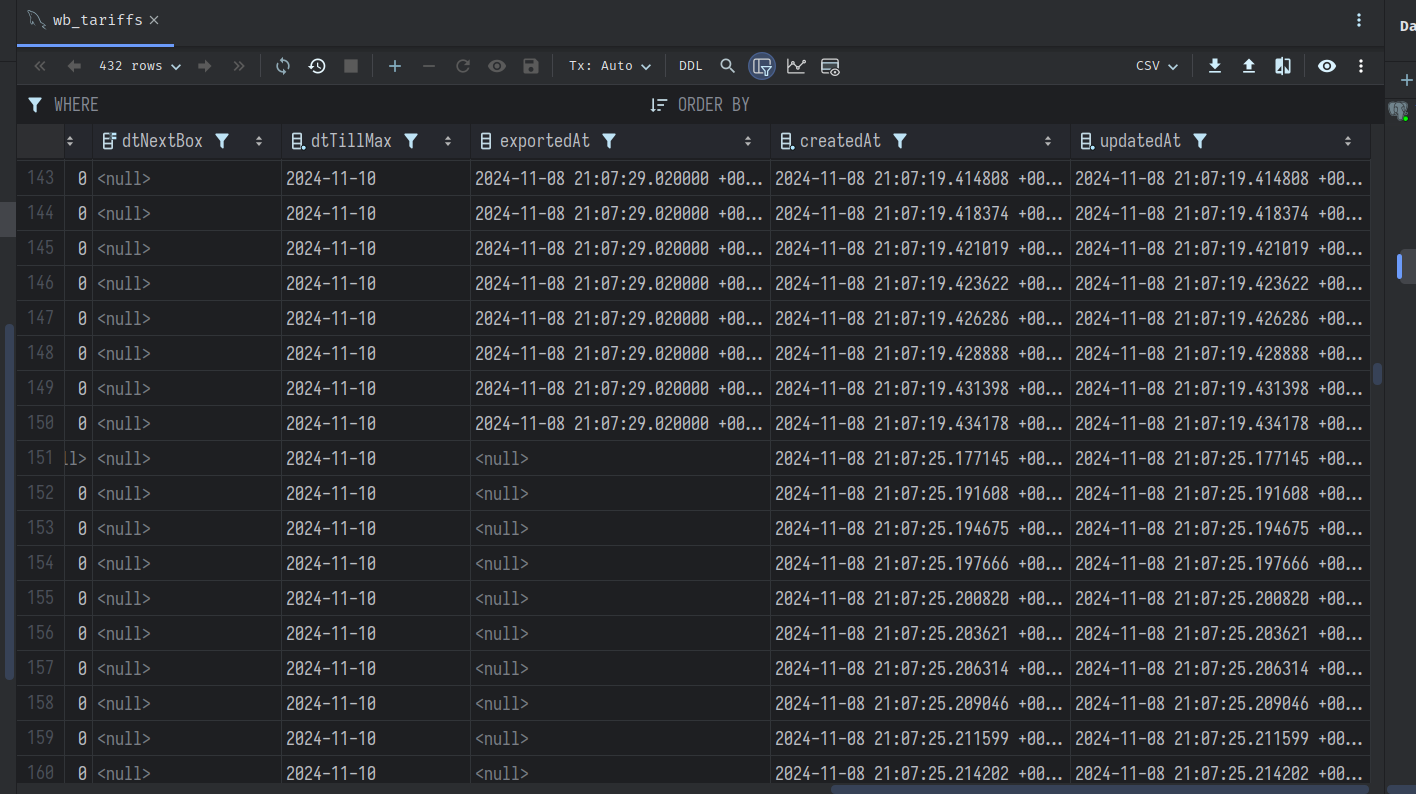 wb_tariffs
Da
432 rows Tx: Auto DDL CSV
WHERE ORDER BY
dtNextBox dtTillMax exportedAt createdAt updatedAt
143 0 <null> 2024-11-10 2024-11-08 21:07:29.020000 +00... 2024-11-08 21:07:19.414808 +00... 2024-11-08 21:07:19.414808 +00...
144 0 <null> 2024-11-10 2024-11-08 21:07:29.020000 +00... 2024-11-08 21:07:19.418374 +00... 2024-11-08 21:07:19.418374 +00...
145 0 <null> 2024-11-10 2024-11-08 21:07:29.020000 +00... 2024-11-08 21:07:19.421019 +00... 2024-11-08 21:07:19.421019 +00...
146 0 <null> 2024-11-10 2024-11-08 21:07:29.020000 +00... 2024-11-08 21:07:19.423622 +00... 2024-11-08 21:07:19.423622 +00...
147 0 <null> 2024-11-10 2024-11-08 21:07:29.020000 +00... 2024-11-08 21:07:19.426286 +00... 2024-11-08 21:07:19.426286 +00...
148 0 <null> 2024-11-10 2024-11-08 21:07:29.020000 +00... 2024-11-08 21:07:19.428888 +00... 2024-11-08 21:07:19.428888 +00...
149 0 <null> 2024-11-10 2024-11-08 21:07:29.020000 +00... 2024-11-08 21:07:19.431398 +00... 2024-11-08 21:07:19.431398 +00...
150 0 <null> 2024-11-10 2024-11-08 21:07:29.020000 +00... 2024-11-08 21:07:19.434178 +00... 2024-11-08 21:07:19.434178 +00...
151 ll> <null> 2024-11-10 <null> 2024-11-08 21:07:25.177145 +00... 2024-11-08 21:07:25.177145 +00...
152 0 <null> 2024-11-10 <null> 2024-11-08 21:07:25.191608 +00... 2024-11-08 21:07:25.191608 +00...
153 0 <null> 2024-11-10 <null> 2024-11-08 21:07:25.194675 +00... 2024-11-08 21:07:25.194675 +00...
154 0 <null> 2024-11-10 <null> 2024-11-08 21:07:25.197666 +00... 2024-11-08 21:07:25.197666 +00...
155 0 <null> 2024-11-10 <null> 2024-11-08 21:07:25.200820 +00... 2024-11-08 21:07:25.200820 +00...
156 0 <null> 2024-11-10 <null> 2024-11-08 21:07:25.203621 +00... 2024-11-08 21:07:25.203621 +00...
157 0 <null> 2024-11-10 <null> 2024-11-08 21:07:25.206314 +00... 2024-11-08 21:07:25.206314 +00...
158 0 <null> 2024-11-10 <null> 2024-11-08 21:07:25.209046 +00... 2024-11-08 21:07:25.209046 +00...
159 0 <null> 2024-11-10 <null> 2024-11-08 21:07:25.211599 +00... 2024-11-08 21:07:25.211599 +00...
160 0 <null> 2024-11-10 <null> 2024-11-08 21:07:25.214202 +00... 2024-11-08 21:07:25.214202 +00...